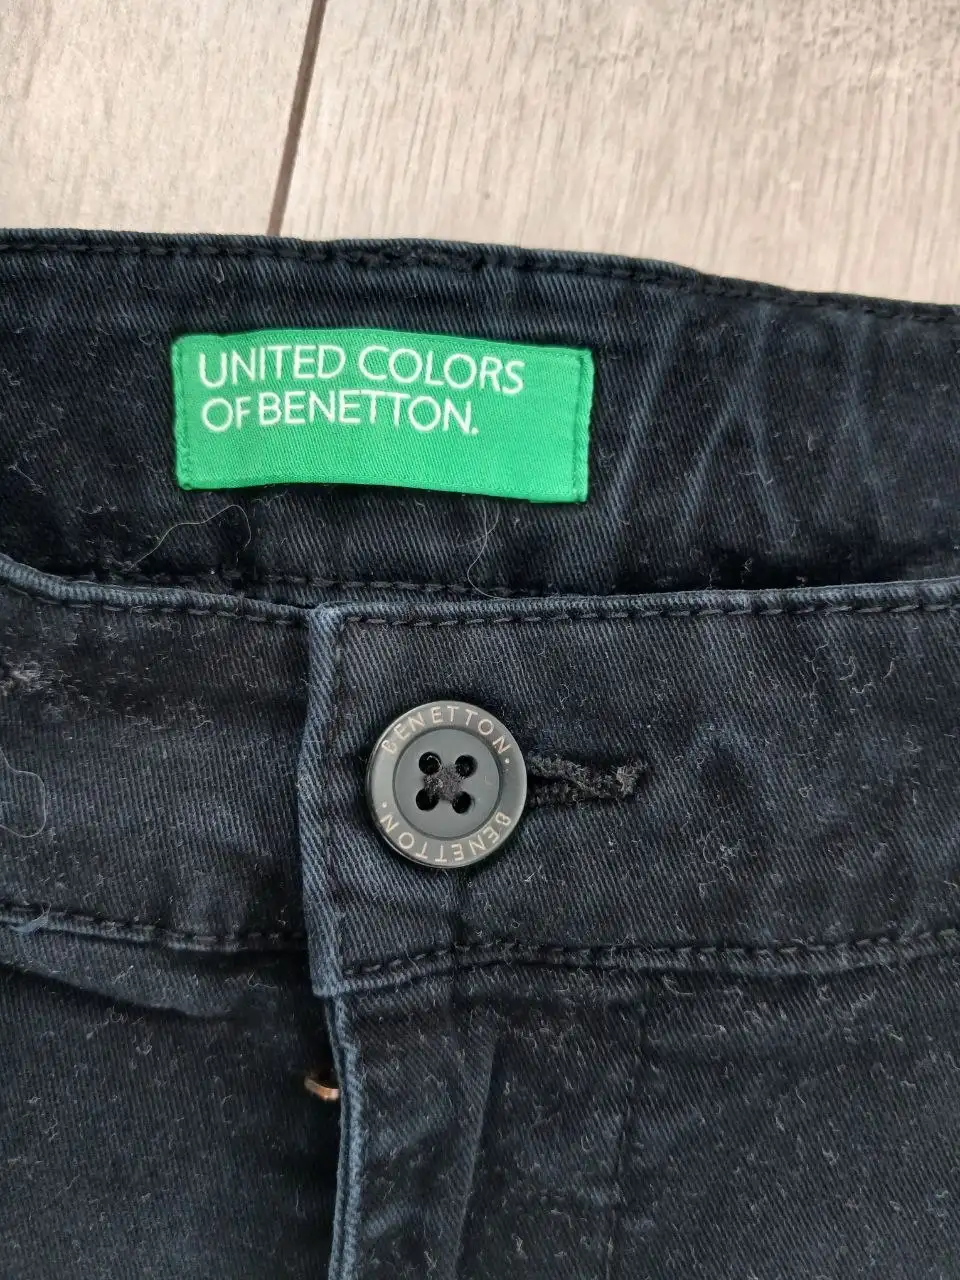 UNITED COLORS
OF BENETTON.
BENETTON · BENETTON ·